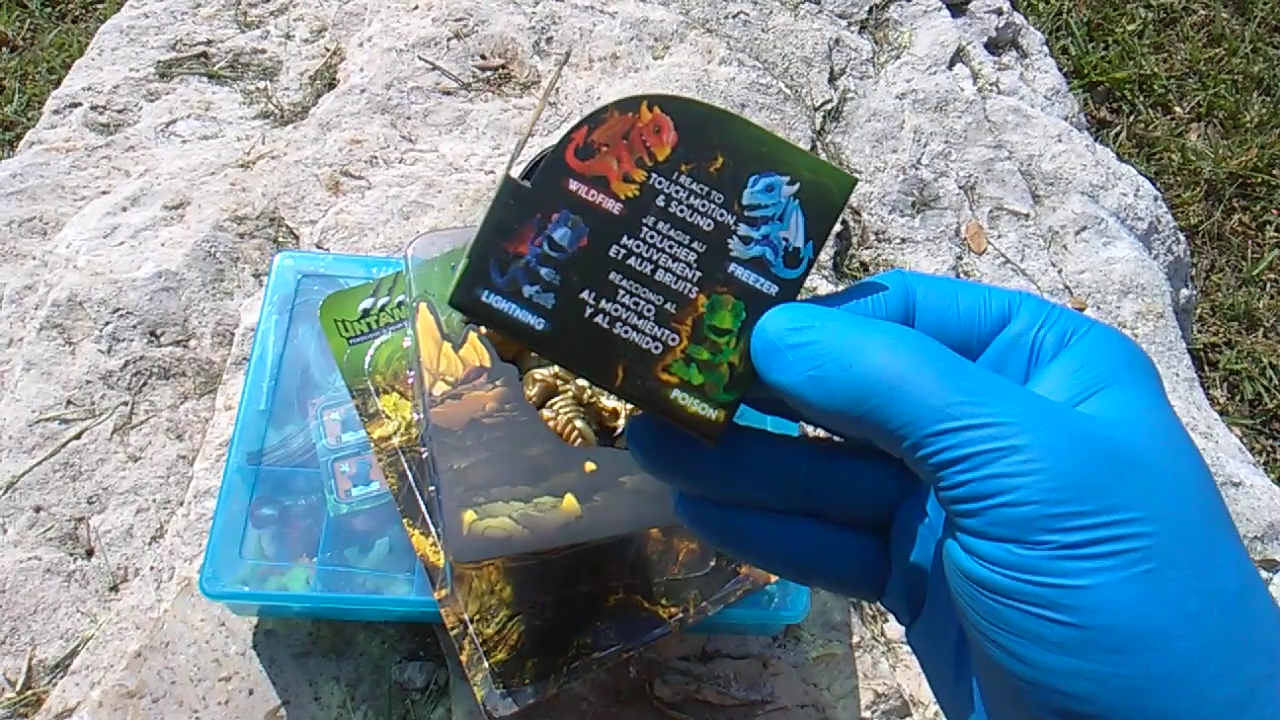 WILDFIRE
I REACT TO
TOUCH, MOTION,
& SOUND
JE RÉAGIS AU
TOUCHER,
MOUVEMENT
ET AUX BRUITS
REACCIONO AL
TACTO,
AL MOVIMIENTO
Y AL SONIDO
FREEZER
LIGHTNING
POISON
UNTAM